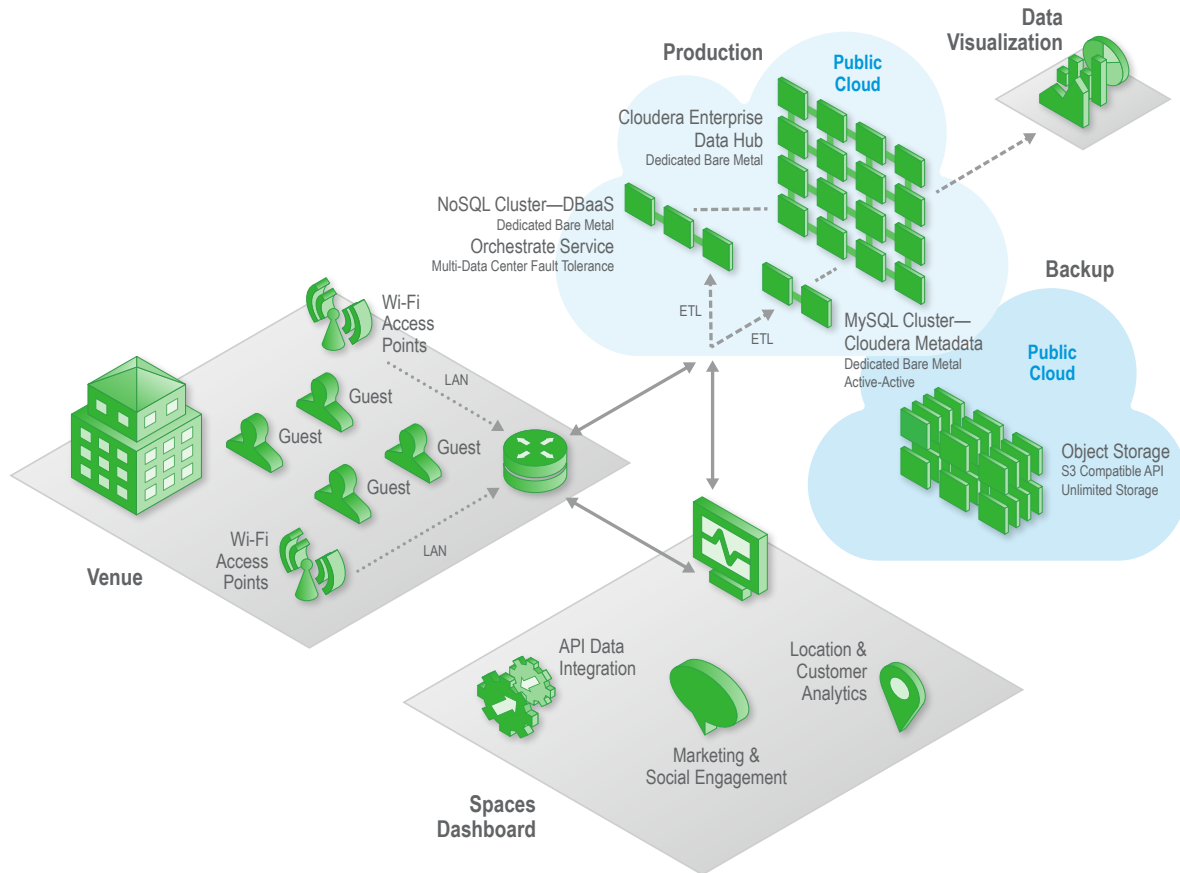 Data
Visualization
Production
Public
Cloud
Cloudera Enterprise
Data Hub
Dedicated Bare Metal
NoSQL Cluster—DBaaS
Dedicated Bare Metal
Orchestrate Service
Multi-Data Center Fault Tolerance
ETL
ETL
MySQL Cluster—
Cloudera Metadata
Dedicated Bare Metal
Active-Active
Backup
Public
Cloud
Object Storage
S3 Compatible API
Unlimited Storage
Wi-Fi
Access
Points
LAN
Guest
Guest
Guest
Guest
Wi-Fi
Access
Points
LAN
Venue
API Data
Integration
Location &
Customer
Analytics
Marketing &
Social Engagement
Spaces
Dashboard